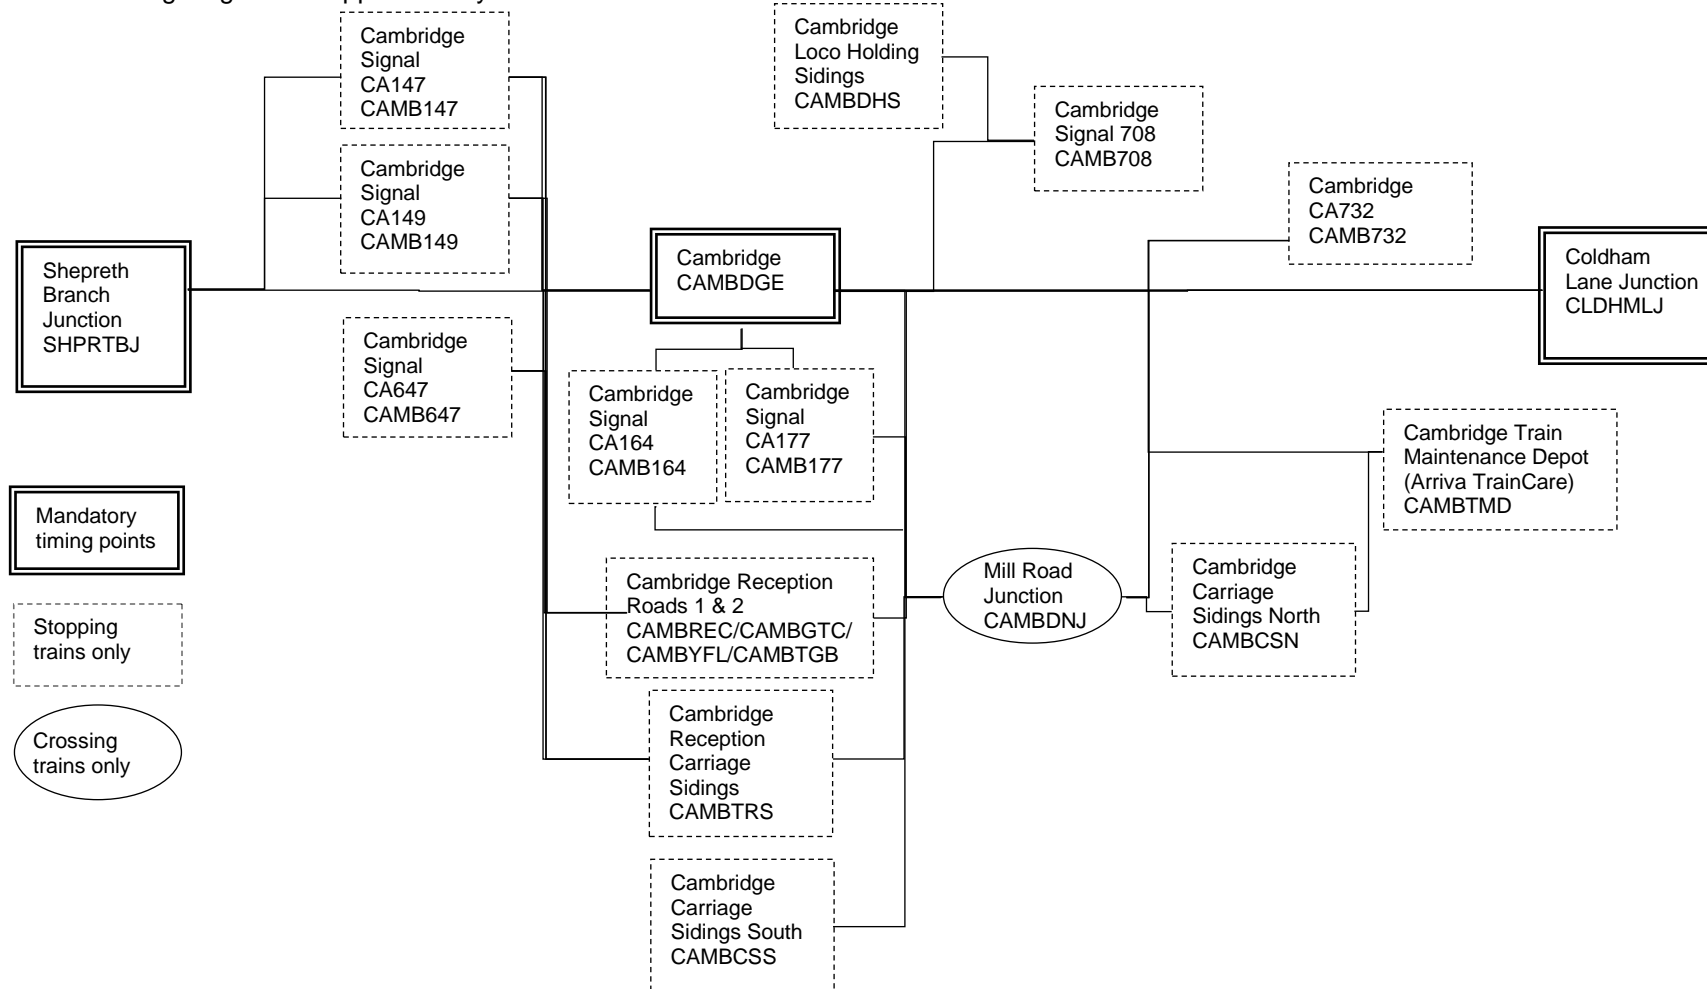 Cambridge
Signal
CA147
CAMB147
Cambridge
Loco Holding
Sidings
CAMBDHS
Cambridge
Signal 708
CAMB708
Cambridge
Signal
CA149
CAMB149
Cambridge
CA732
CAMB732
Shepreth
Branch
Junction
SHPRTBJ
Cambridge
CAMBDGE
Coldham
Lane Junction
CLDHMLJ
Cambridge
Signal
CA647
CAMB647
Cambridge
Signal
CA164
CAMB164
Cambridge
Signal
CA177
CAMB177
Cambridge Train
Maintenance Depot
(Arriva TrainCare)
CAMBTMD
Mandatory
timing points
Cambridge Reception
Roads 1 & 2
CAMBREC/CAMBGTC/
CAMBYFL/CAMBTGB
Mill Road
Junction
CAMBDNJ
Cambridge
Carriage
Sidings North
CAMBCSN
Stopping
trains only
Cambridge
Reception
Carriage
Sidings
CAMBTRS
Crossing
trains only
Cambridge
Carriage
Sidings South
CAMBCSS